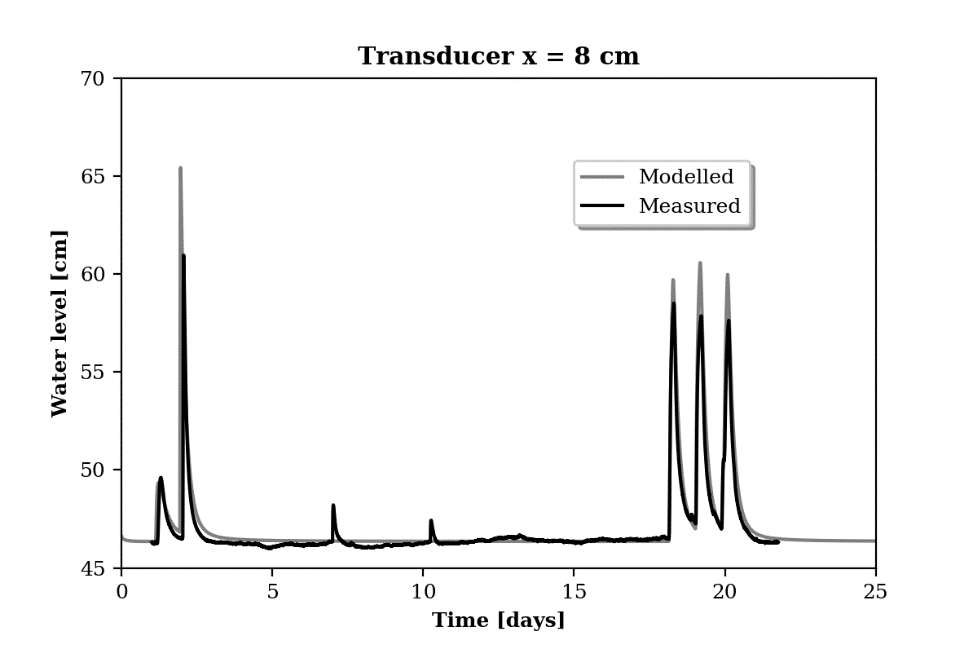 Transducer x = 8 cm
70
65
60
55
50
45
Water level [cm]
Modelled
Measured
0 5 10 15 20 25
Time [days]